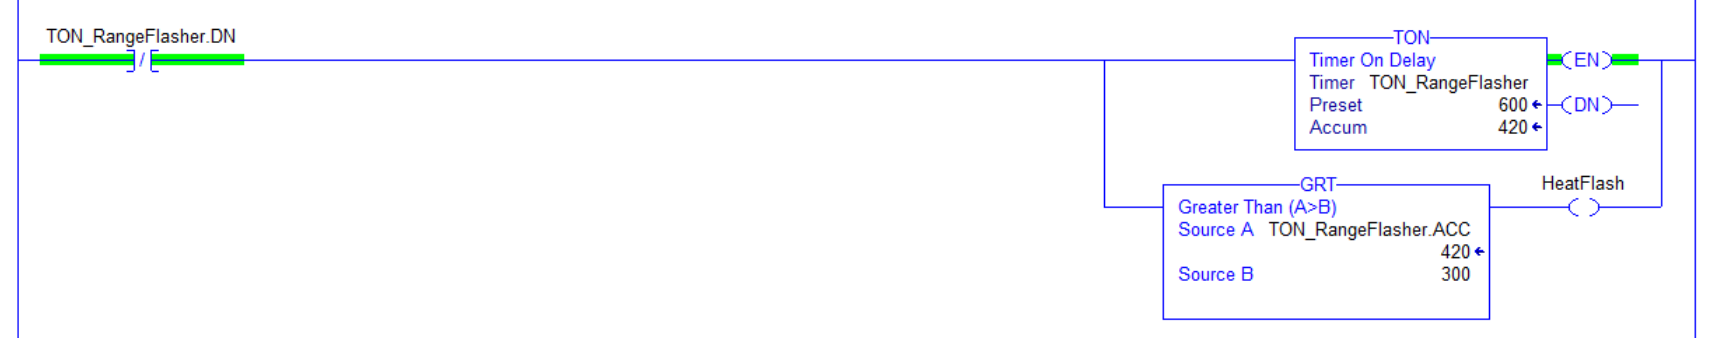 TON_RangeFlasher.DN
/
TON
Timer On Delay
Timer TON_RangeFlasher
Preset 600
Accum 420
EN
DN
GRT
Greater Than (A>B)
Source A TON_RangeFlasher.ACC
420
Source B 300
HeatFlash